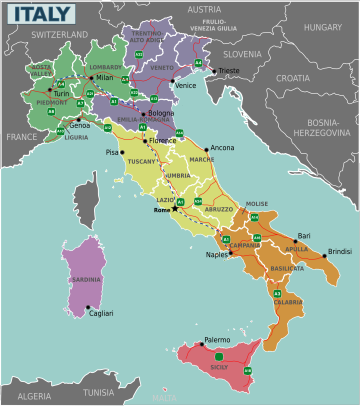 ITALY
AUSTRIA
SWITZERLAND
HUNGARY
TRENTINO
ALTO ADIGE
FRIULI-
VENEZIA GIULIA
SLOVENIA
AOSTA
VALLEY
LOMBARDY
VENETO
Trieste
CROATIA
Milan
Venice
Turin
PIEDMONT
Bologna
EMILIA-ROMAGNA
BOSNIA-
HERZEGOVINA
Genoa
LIGURIA
FRANCE
Florence
Pisa
TUSCANY
Ancona
MARCHE
UMBRIA
LAZIO
Rome
ABRUZZO
MOLISE
Bari
CAMPANIA
APULIA
Naples
Brindisi
BASILICATA
SARDINIA
CALABRIA
Cagliari
Palermo
SICILY
ALGERIA
TUNISIA
MALTA